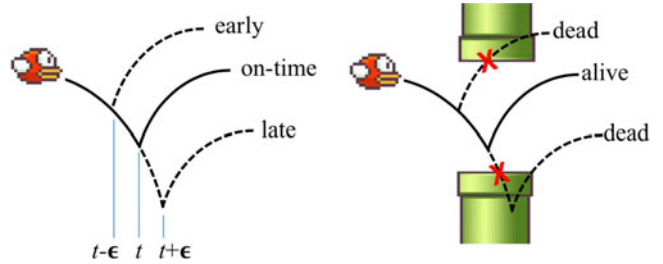 early
on-time
late
t-ϵ t t+ϵ
dead
alive
dead